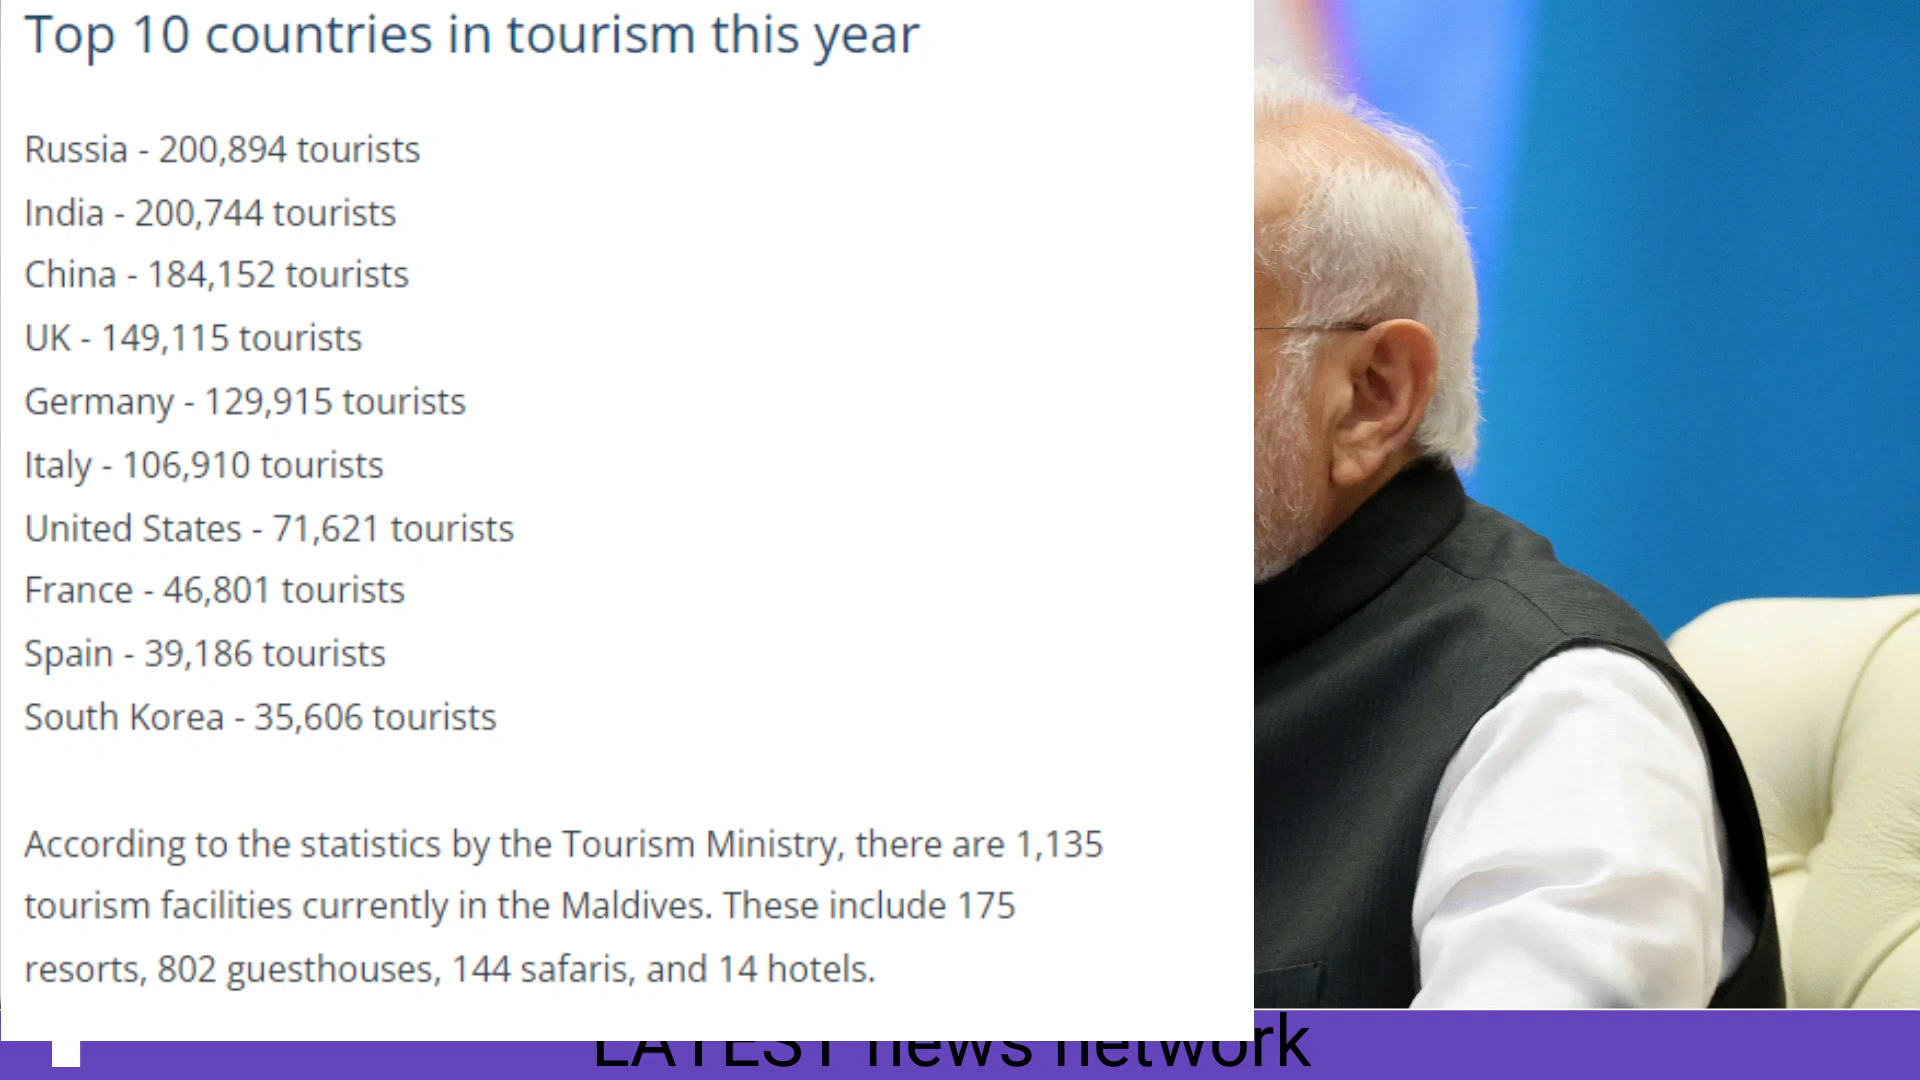 Top 10 countries in tourism this year
Russia - 200,894 tourists
India - 200,744 tourists
China - 184,152 tourists
UK - 149,115 tourists
Germany - 129,915 tourists
Italy - 106,910 tourists
United States - 71,621 tourists
France - 46,801 tourists
Spain - 39,186 tourists
South Korea - 35,606 tourists
According to the statistics by the Tourism Ministry, there are 1,135
tourism facilities currently in the Maldives. These include 175
resorts, 802 guesthouses, 144 safaris, and 14 hotels.
LATEST news network